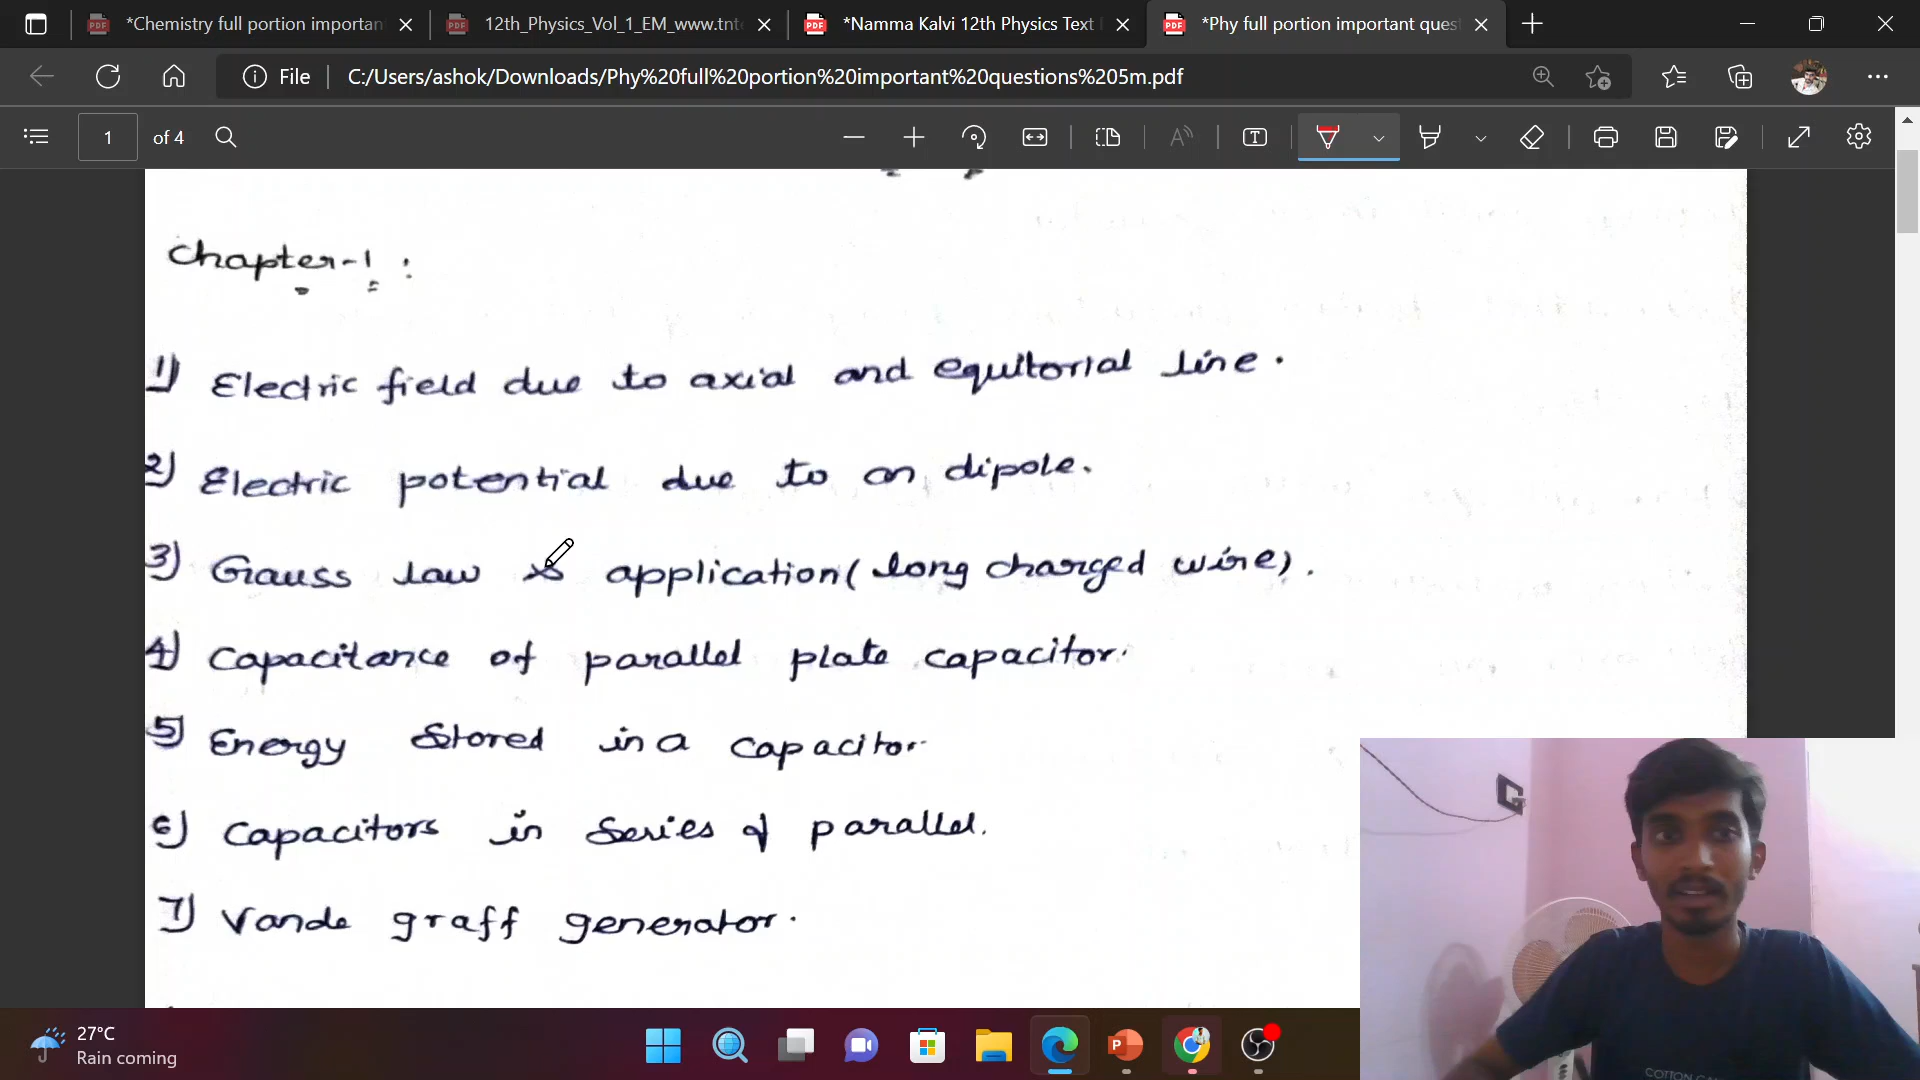 *Chemistry full portion important
12th_Physics_Vol_1_EM_www.tnt
*Namma Kalvi 12th Physics Text
*Phy full portion important ques
File
C:/Users/ashok/Downloads/Phy%20full%20portion%20important%20questions%205m.pdf
1 of 4
Chapter-1 :
1) Electric field due to axial and equitorial line.
2) Electric potential due to an dipole.
3) Gauss law & application (long charged wire).
4) Capacitance of parallel plate capacitor.
5) Energy stored in a capacitor.
6) Capacitors in series & parallel.
7) Vande graff generator.
27°C
Rain coming